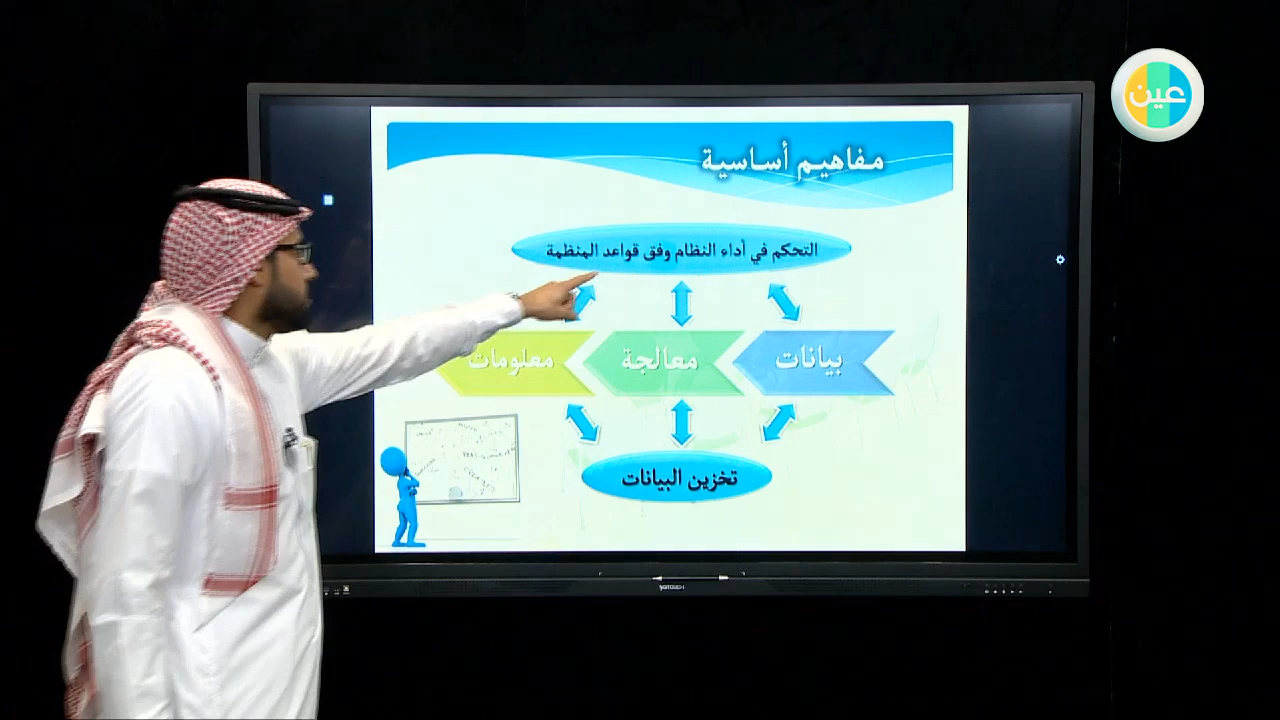 عين
مفاهيم أساسية
التحكم في أداء النظام وفق قواعد المنظمة
بيانات
معالجة
معلومات
تخزين البيانات